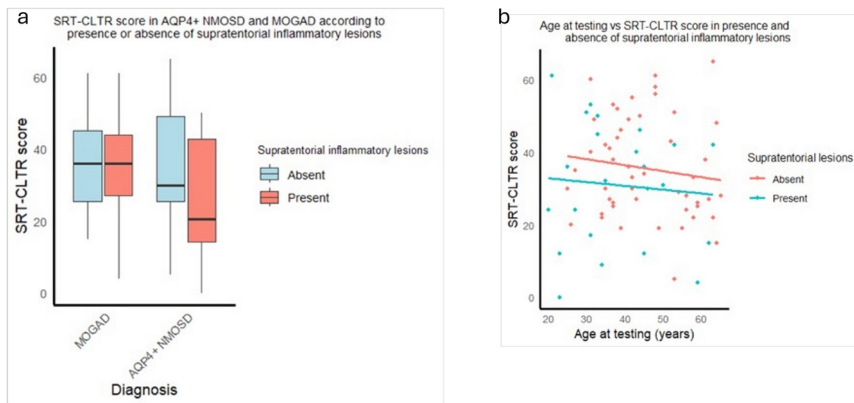 a
SRT-CLTR score in AQP4+ NMOSD and MOGAD according to
presence or absence of supratentorial inflammatory lesions
SRT-CLTR score
60
40
20
0
MOGAD
AQP4+ NMOSD
Diagnosis
Supratentorial inflammatory lesions
Absent
Present
b
Age at testing vs SRT-CLTR score in presence and
absence of supratentorial inflammatory lesions
SRT-CLTR score
60
40
20
0
20 30 40 50 60
Age at testing (years)
Supratentorial lesions
Absent
Present